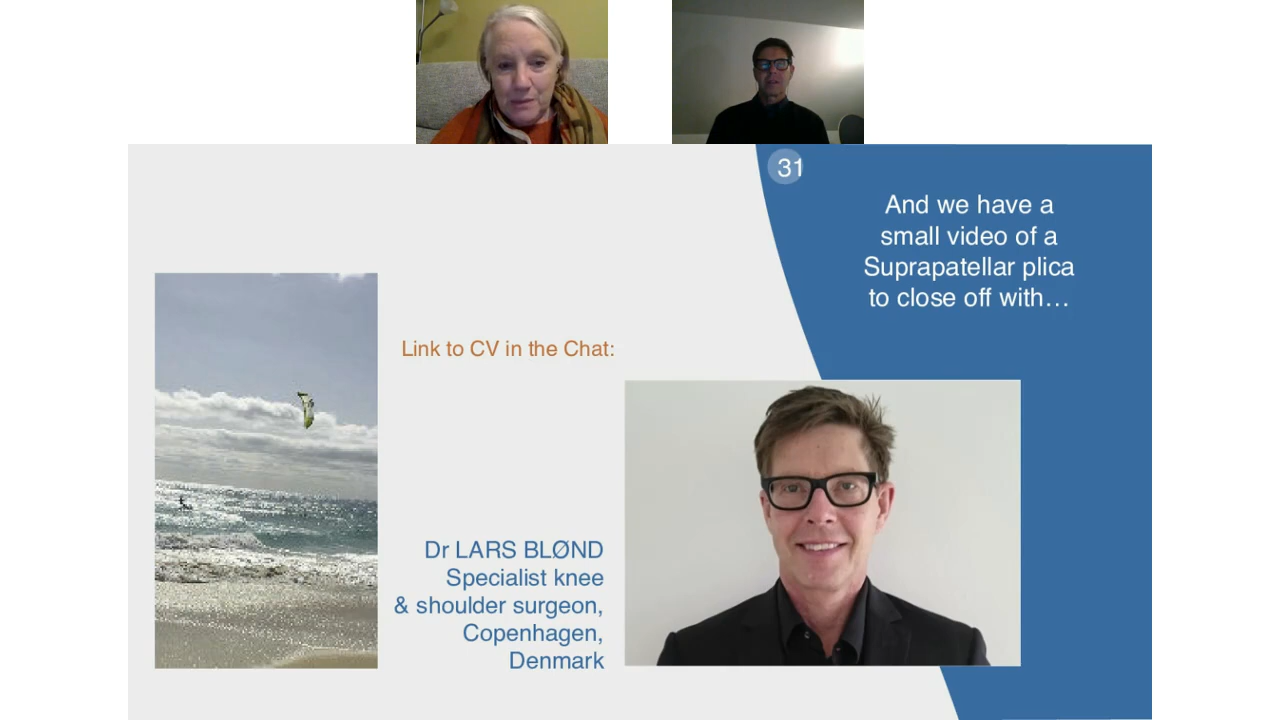 31
And we have a
small video of a
Suprapatellar plica
to close off with…
Link to CV in the Chat:
Dr LARS BLØND
Specialist knee
& shoulder surgeon,
Copenhagen,
Denmark